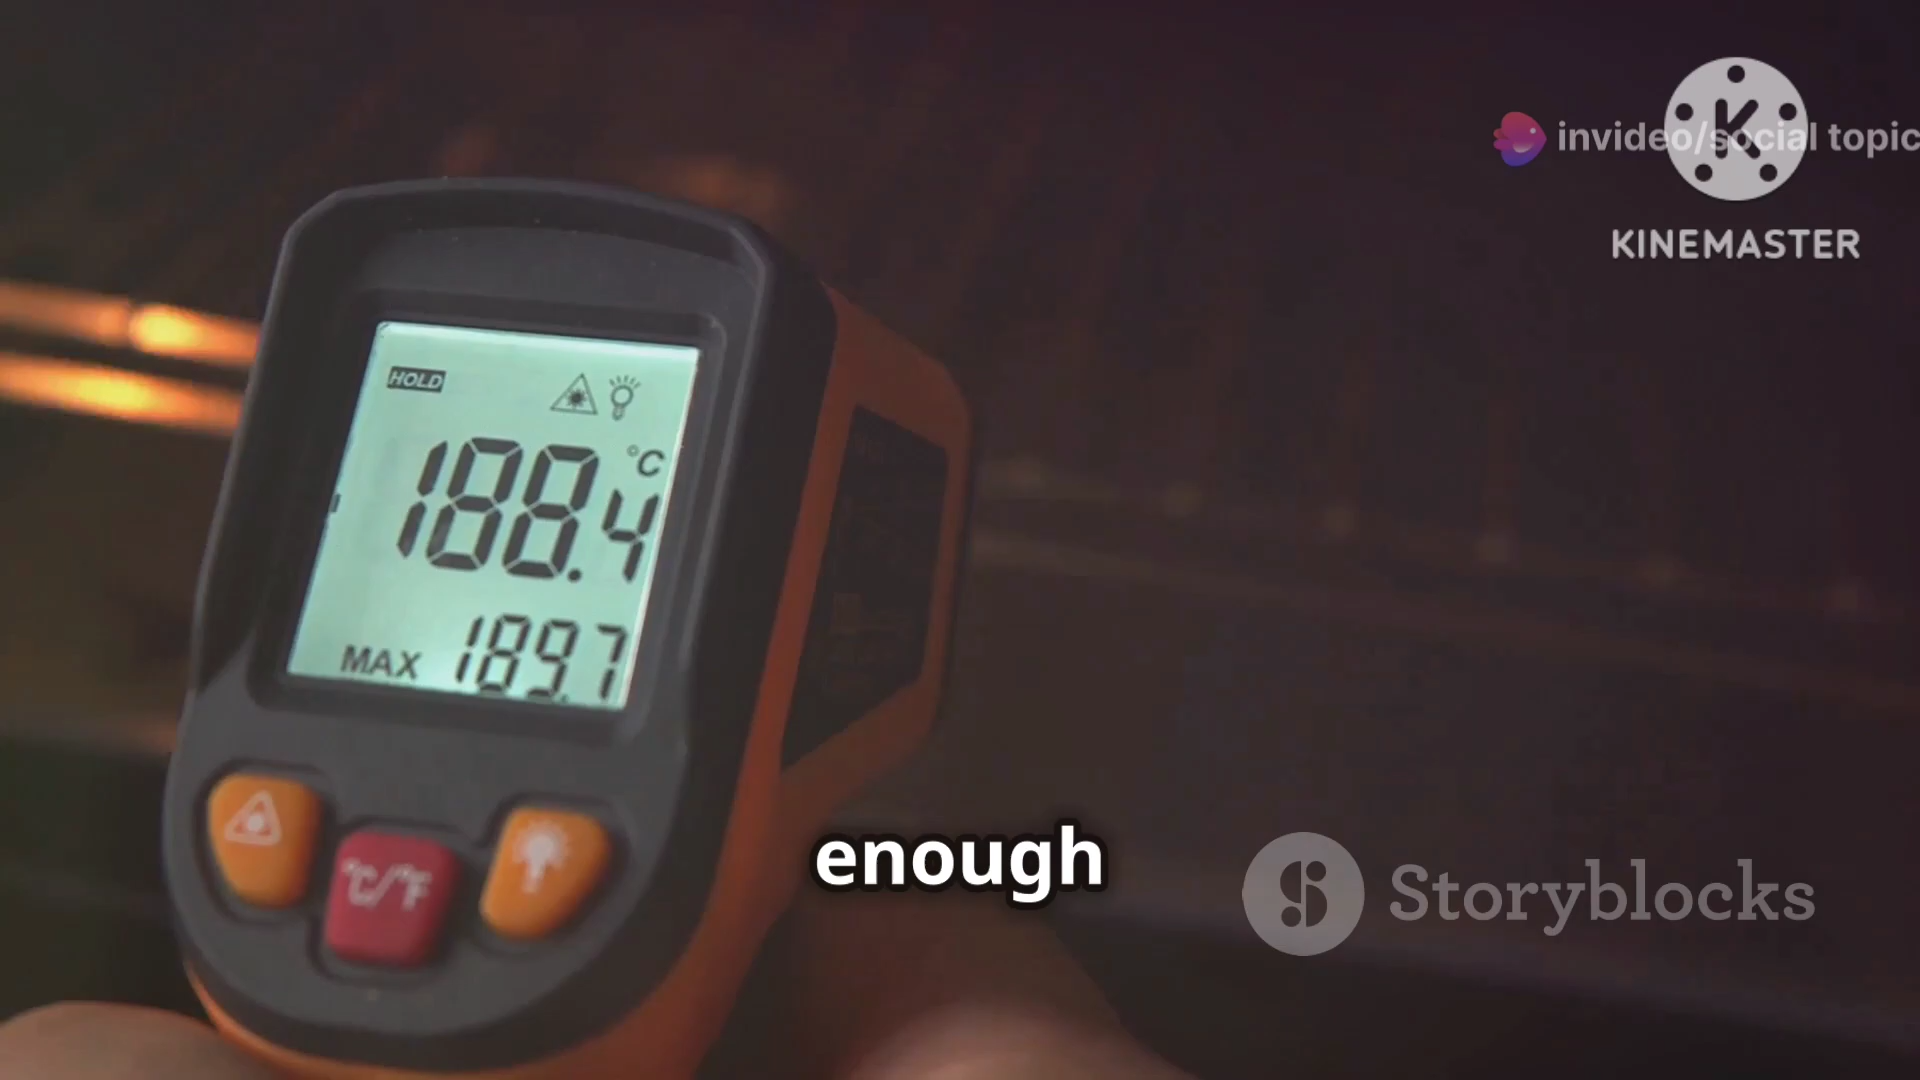 invideo/social topic
KINEMASTER
HOLD
°C
188.4
MAX 189.7
°C/°F
enough
Storyblocks